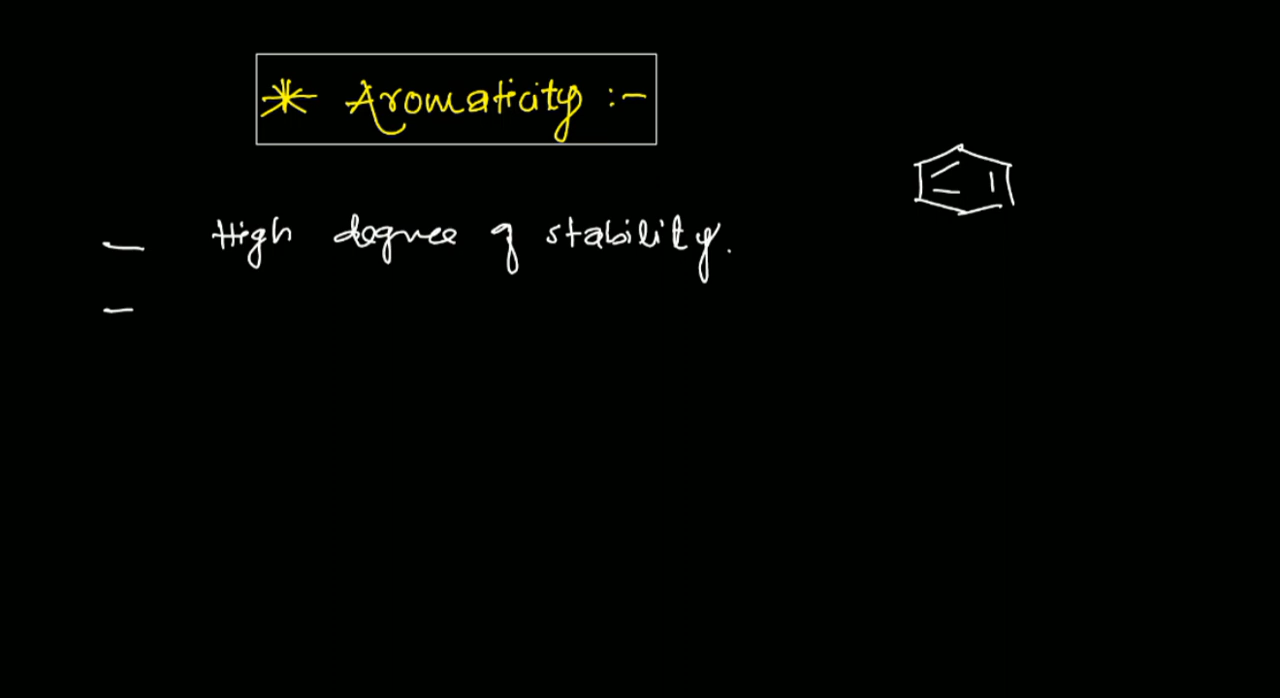 * Aromaticity :-
— High degree of stability.
—